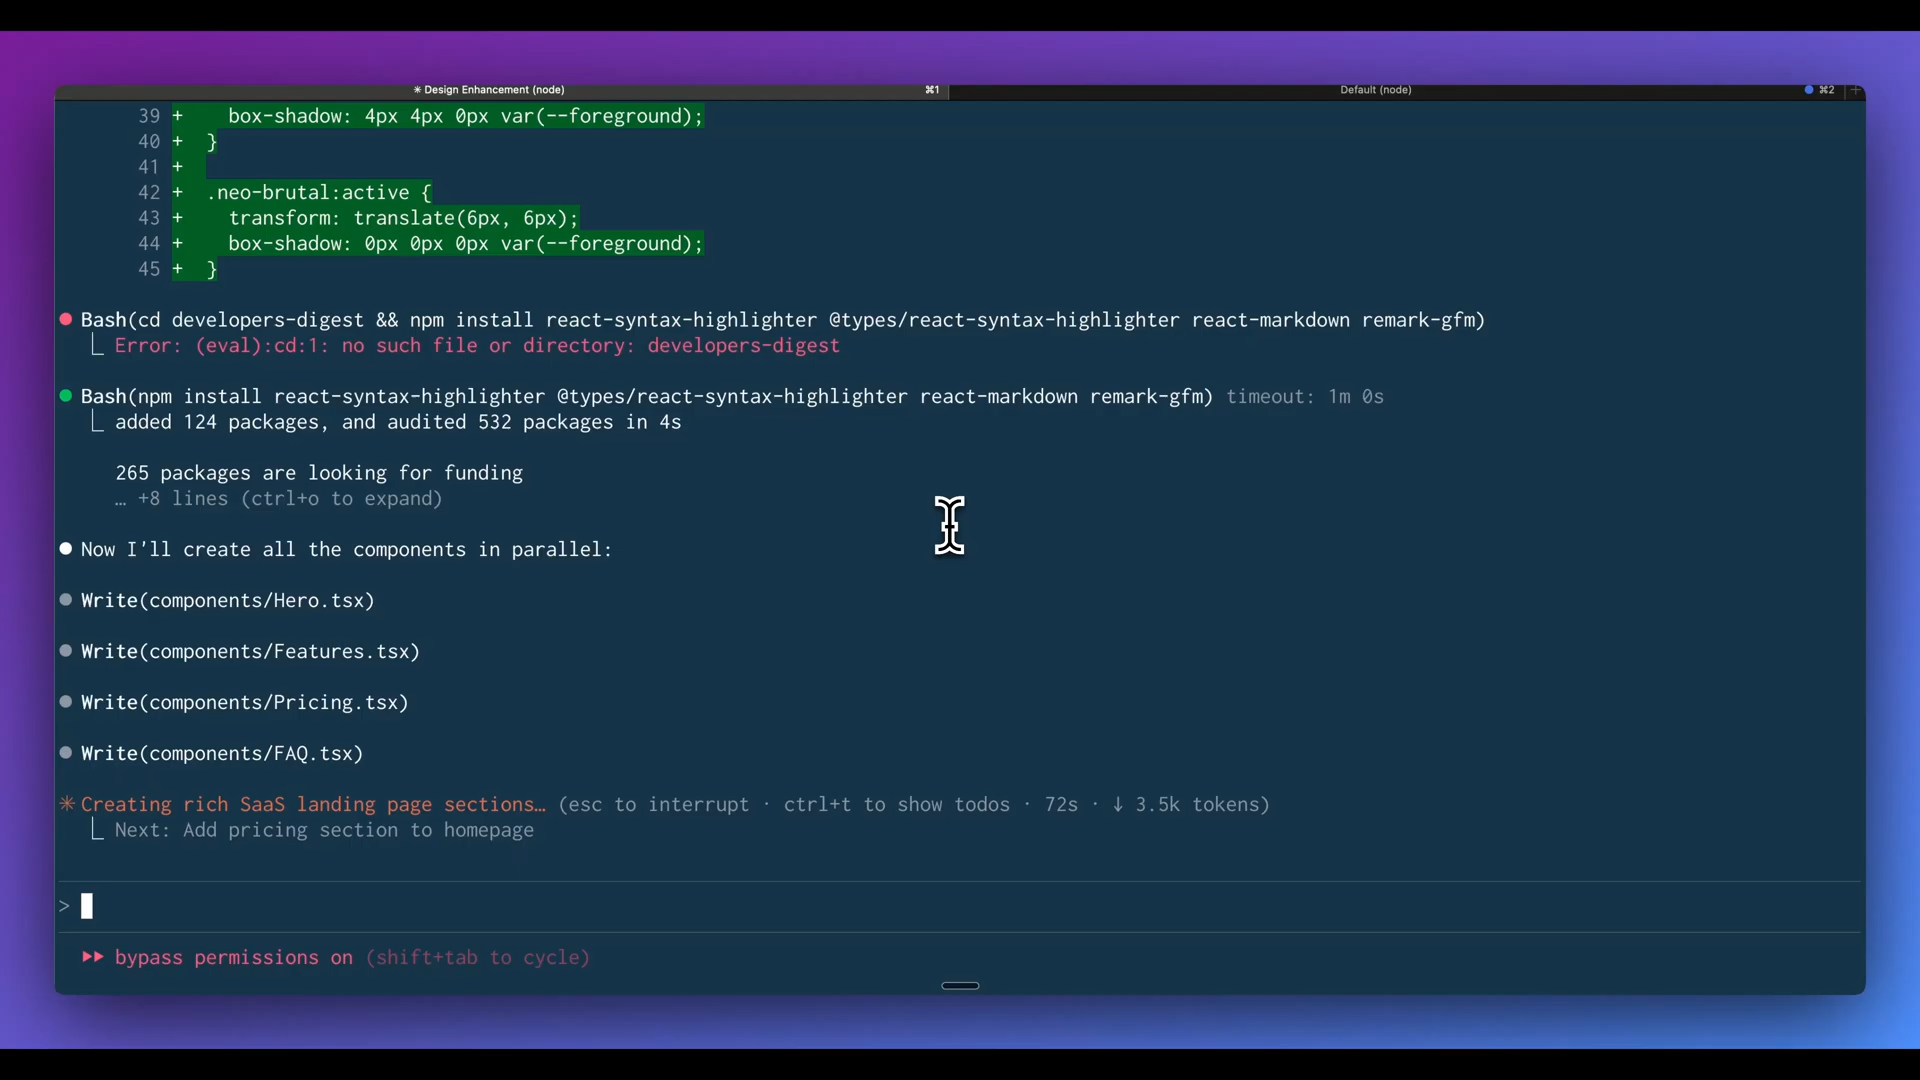 ✳ Design Enhancement (node) ⌘1 Default (node) ⌘2 +
39 + box-shadow: 4px 4px 0px var(--foreground);
40 + }
41 +
42 + .neo-brutal:active {
43 + transform: translate(6px, 6px);
44 + box-shadow: 0px 0px 0px var(--foreground);
45 + }
Bash(cd developers-digest && npm install react-syntax-highlighter @types/react-syntax-highlighter react-markdown remark-gfm)
Error: (eval):cd:1: no such file or directory: developers-digest
Bash(npm install react-syntax-highlighter @types/react-syntax-highlighter react-markdown remark-gfm) timeout: 1m 0s
added 124 packages, and audited 532 packages in 4s
265 packages are looking for funding
… +8 lines (ctrl+o to expand)
Now I'll create all the components in parallel:
Write(components/Hero.tsx)
Write(components/Features.tsx)
Write(components/Pricing.tsx)
Write(components/FAQ.tsx)
✳ Creating rich SaaS landing page sections… (esc to interrupt · ctrl+t to show todos · 72s · ↓ 3.5k tokens)
Next: Add pricing section to homepage
>
▶▶ bypass permissions on (shift+tab to cycle)